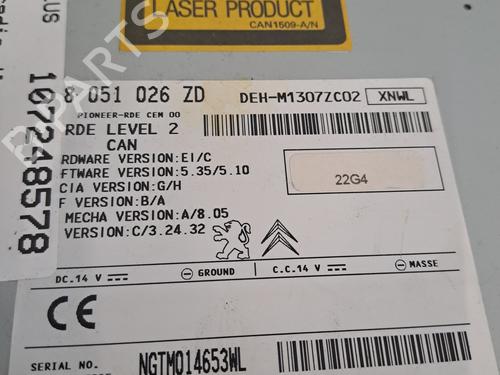 LASER PRODUCT
CAN1509-A/N
8 051 026 ZD DEH-M1307ZC02 XNWL
PIONEER-RDE CEM 00
RDE LEVEL 2
CAN
RDWARE VERSION:EI/C
FTWARE VERSION:5.35/5.10
CIA VERSION:G/H
F VERSION:B/A
MECHA VERSION:A/8.05
VERSION:C/3.24.32
22G4
DC.14 V GROUND C.C.14 V MASSE
CE
SERIAL NO. NGTM014653WL
107248578
B-PARTS